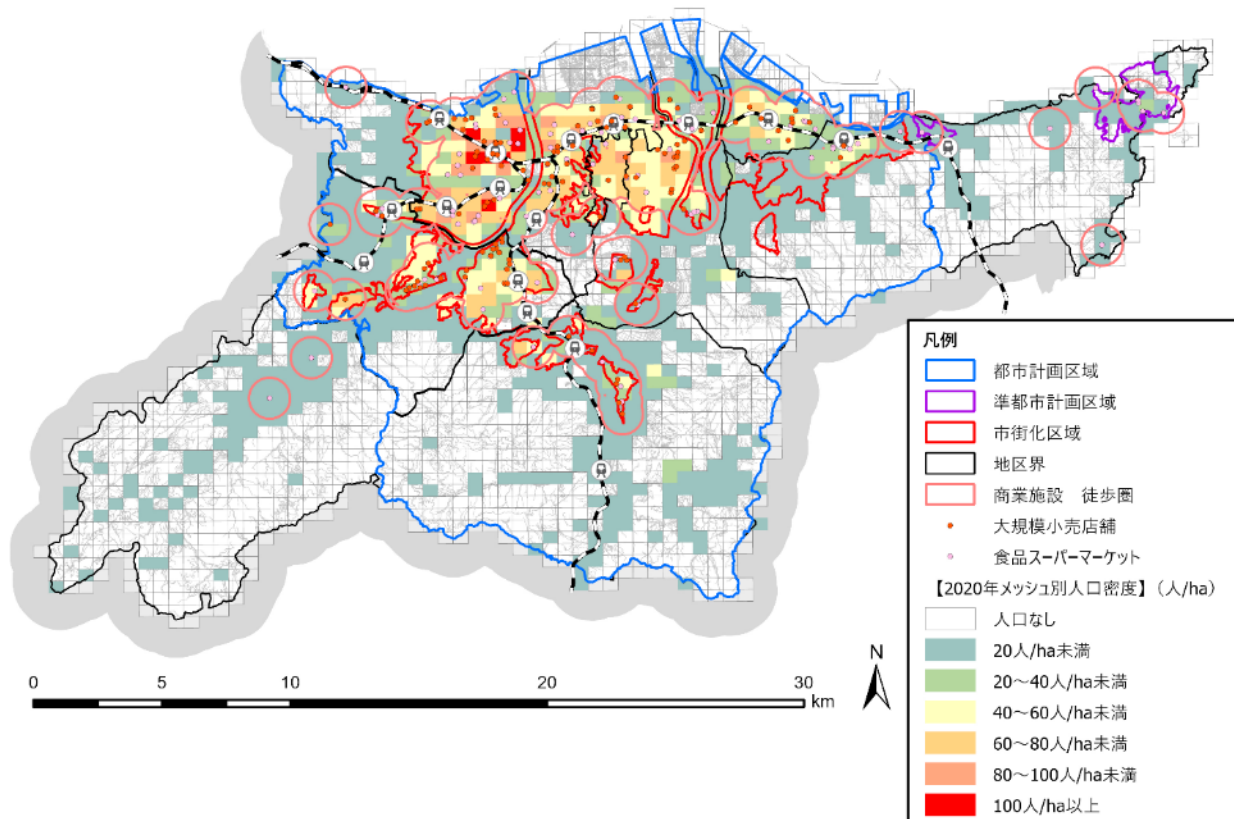 凡例
都市計画区域
準都市計画区域
市街化区域
地区界
商業施設　徒歩圏
大規模小売店舗
食品スーパーマーケット
【2020年メッシュ別人口密度】（人/ha）
人口なし
20人/ha未満
20～40人/ha未満
40～60人/ha未満
60～80人/ha未満
80～100人/ha未満
100人/ha以上
N
0 5 10 20 30
km